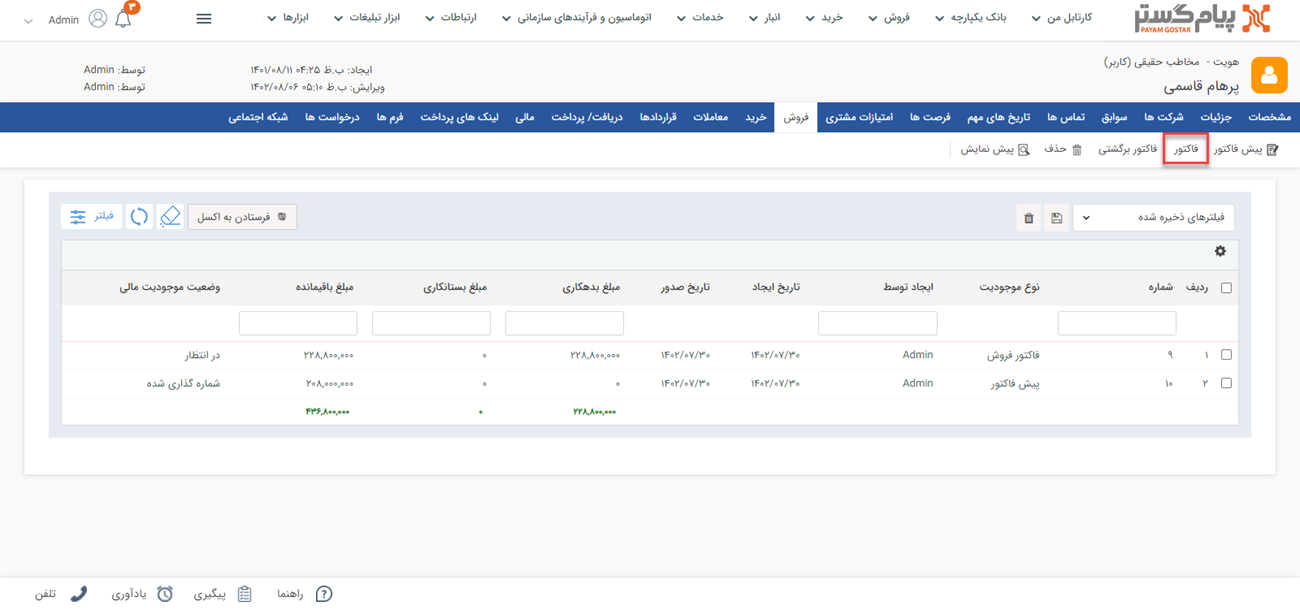 پیام گستر کارتابل من بانک یکپارچه فروش خرید انبار خدمات ارتباطات اتوماسیون و فرآیندهای سازمانی ابزار تبلیغات ابزارها ۳ Admin
PAYAM GOSTAR
هویت - مخاطب حقیقی (کاربر) ایجاد: ب.ظ ۰۴:۲۵ ۱۴۰۱/۰۸/۱۱ توسط: Admin
پرهام قاسمی ویرایش: ب.ظ ۰۵:۱۰ ۱۴۰۲/۰۸/۰۶ توسط: Admin
مشخصات جزئیات شرکت ها سوابق تماس ها تاریخ های مهم فرصت ها امتیازات مشتری فروش خرید معاملات قراردادها دریافت/ پرداخت مالی لینک های پرداخت فرم ها درخواست ها شبکه اجتماعی
پیش فاکتور فاکتور فاکتور برگشتی حذف پیش نمایش
فیلترهای ذخیره شده فرستادن به اکسل فیلتر
ردیف شماره نوع موجودیت ایجاد توسط تاریخ ایجاد تاریخ صدور مبلغ بدهکاری مبلغ بستانکاری مبلغ باقیمانده وضعیت موجودیت مالی
۱ ۹ فاکتور فروش Admin ۱۴۰۲/۰۷/۳۰ ۱۴۰۲/۰۷/۳۰ ۲۲۸,۸۰۰,۰۰۰ ۰ ۲۲۸,۸۰۰,۰۰۰ در انتظار
۲ ۱۰ پیش فاکتور Admin ۱۴۰۲/۰۷/۳۰ ۱۴۰۲/۰۷/۳۰ ۰ ۰ ۲۰۸,۰۰۰,۰۰۰ شماره گذاری شده
۲۲۸,۸۰۰,۰۰۰ ۰ ۴۳۶,۸۰۰,۰۰۰
راهنما پیگیری یادآوری تلفن